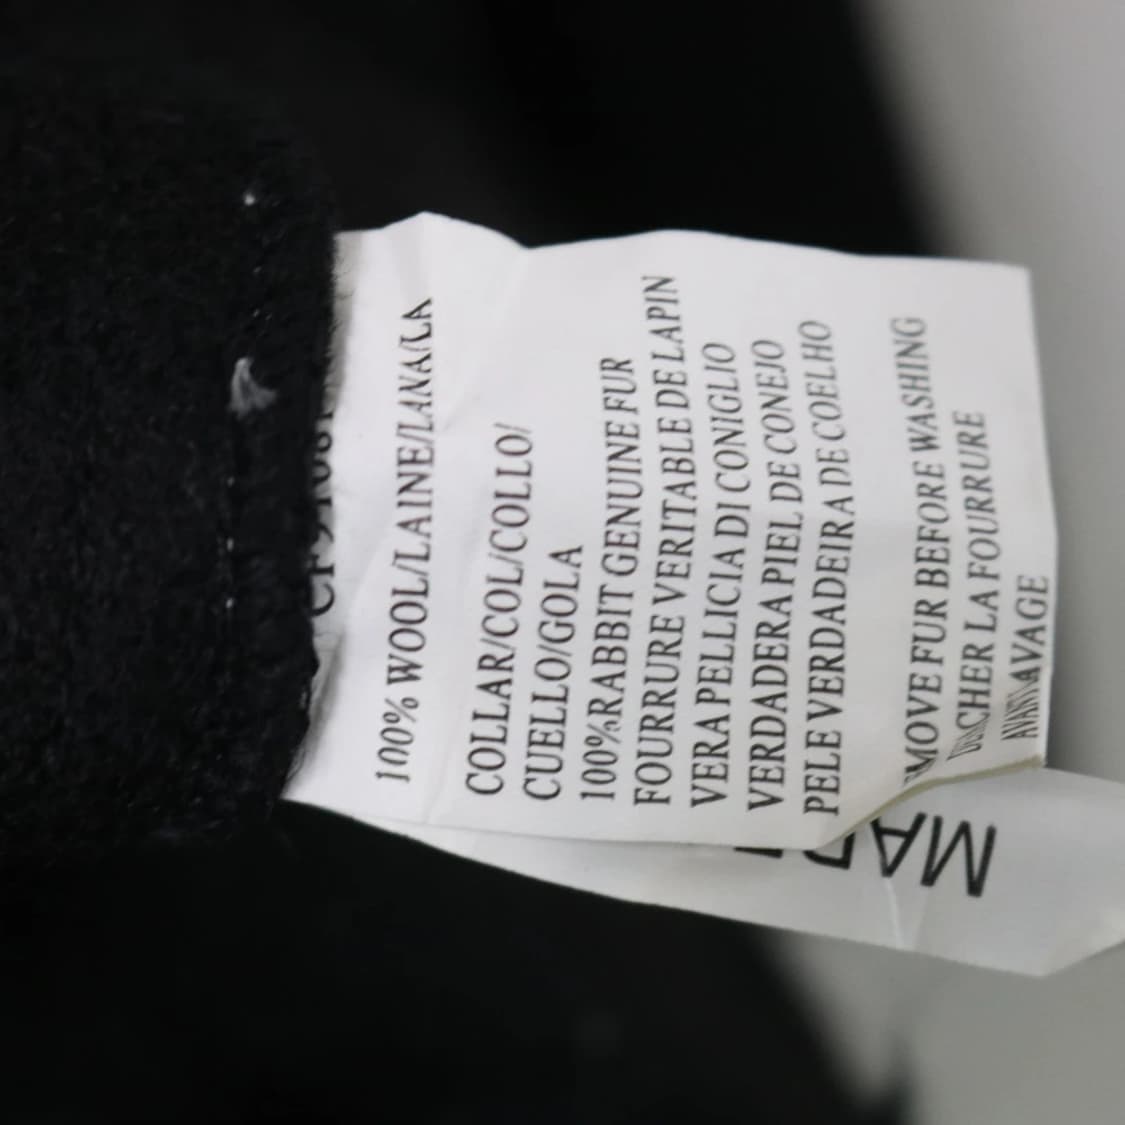 100% WOOL/LAINE/LANA/LA
COLLAR/COL/COLLO/
CUELLO/GOLA
100%RABBIT GENUINE FUR
FOURRURE VERITABLE DE LAPIN
VERA PELLICIA DI CONIGLIO
VERDADERA PIEL DE CONEJO
PELE VERDADEIRA DE COELHO
MOVE FUR BEFORE WASHING
CHER LA FOURRURE
AVAGE
MAD